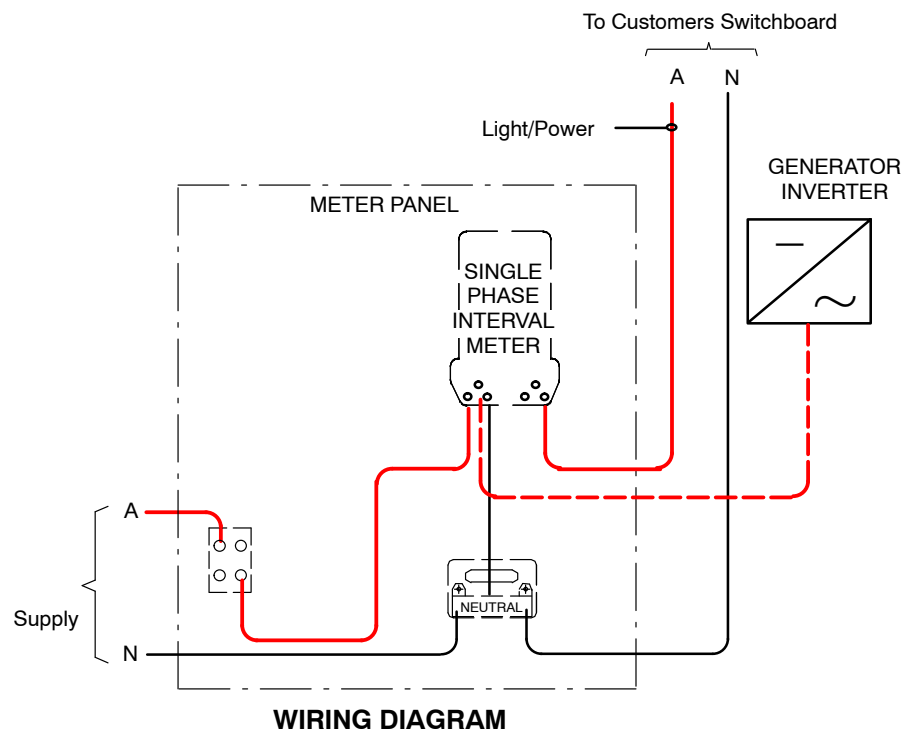 To Customers Switchboard
A
N
Light/Power
GENERATOR
INVERTER
METER PANEL
SINGLE
PHASE
INTERVAL
METER
A
Supply
NEUTRAL
N
WIRING DIAGRAM